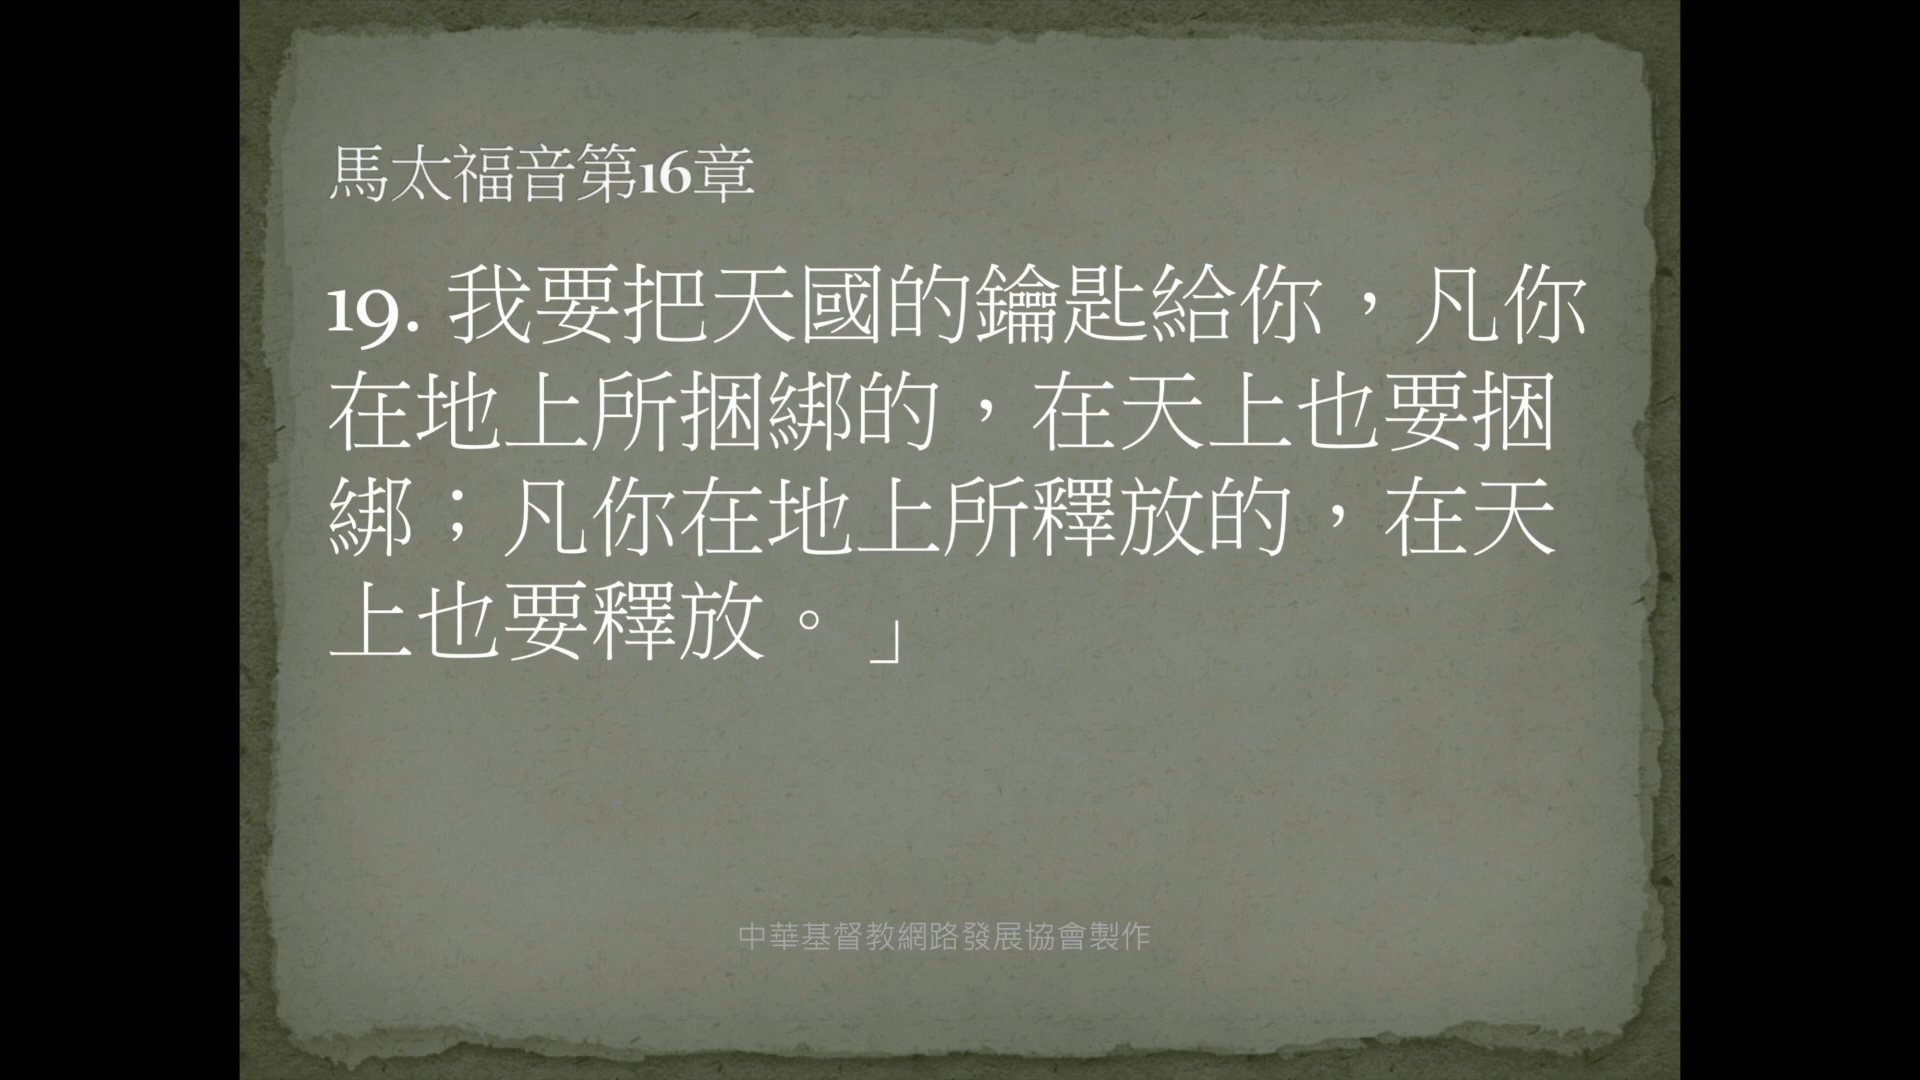 馬太福音第16章
19. 我要把天國的鑰匙給你，凡你
在地上所捆綁的，在天上也要捆
綁；凡你在地上所釋放的，在天
上也要釋放。」
中華基督教網路發展協會製作